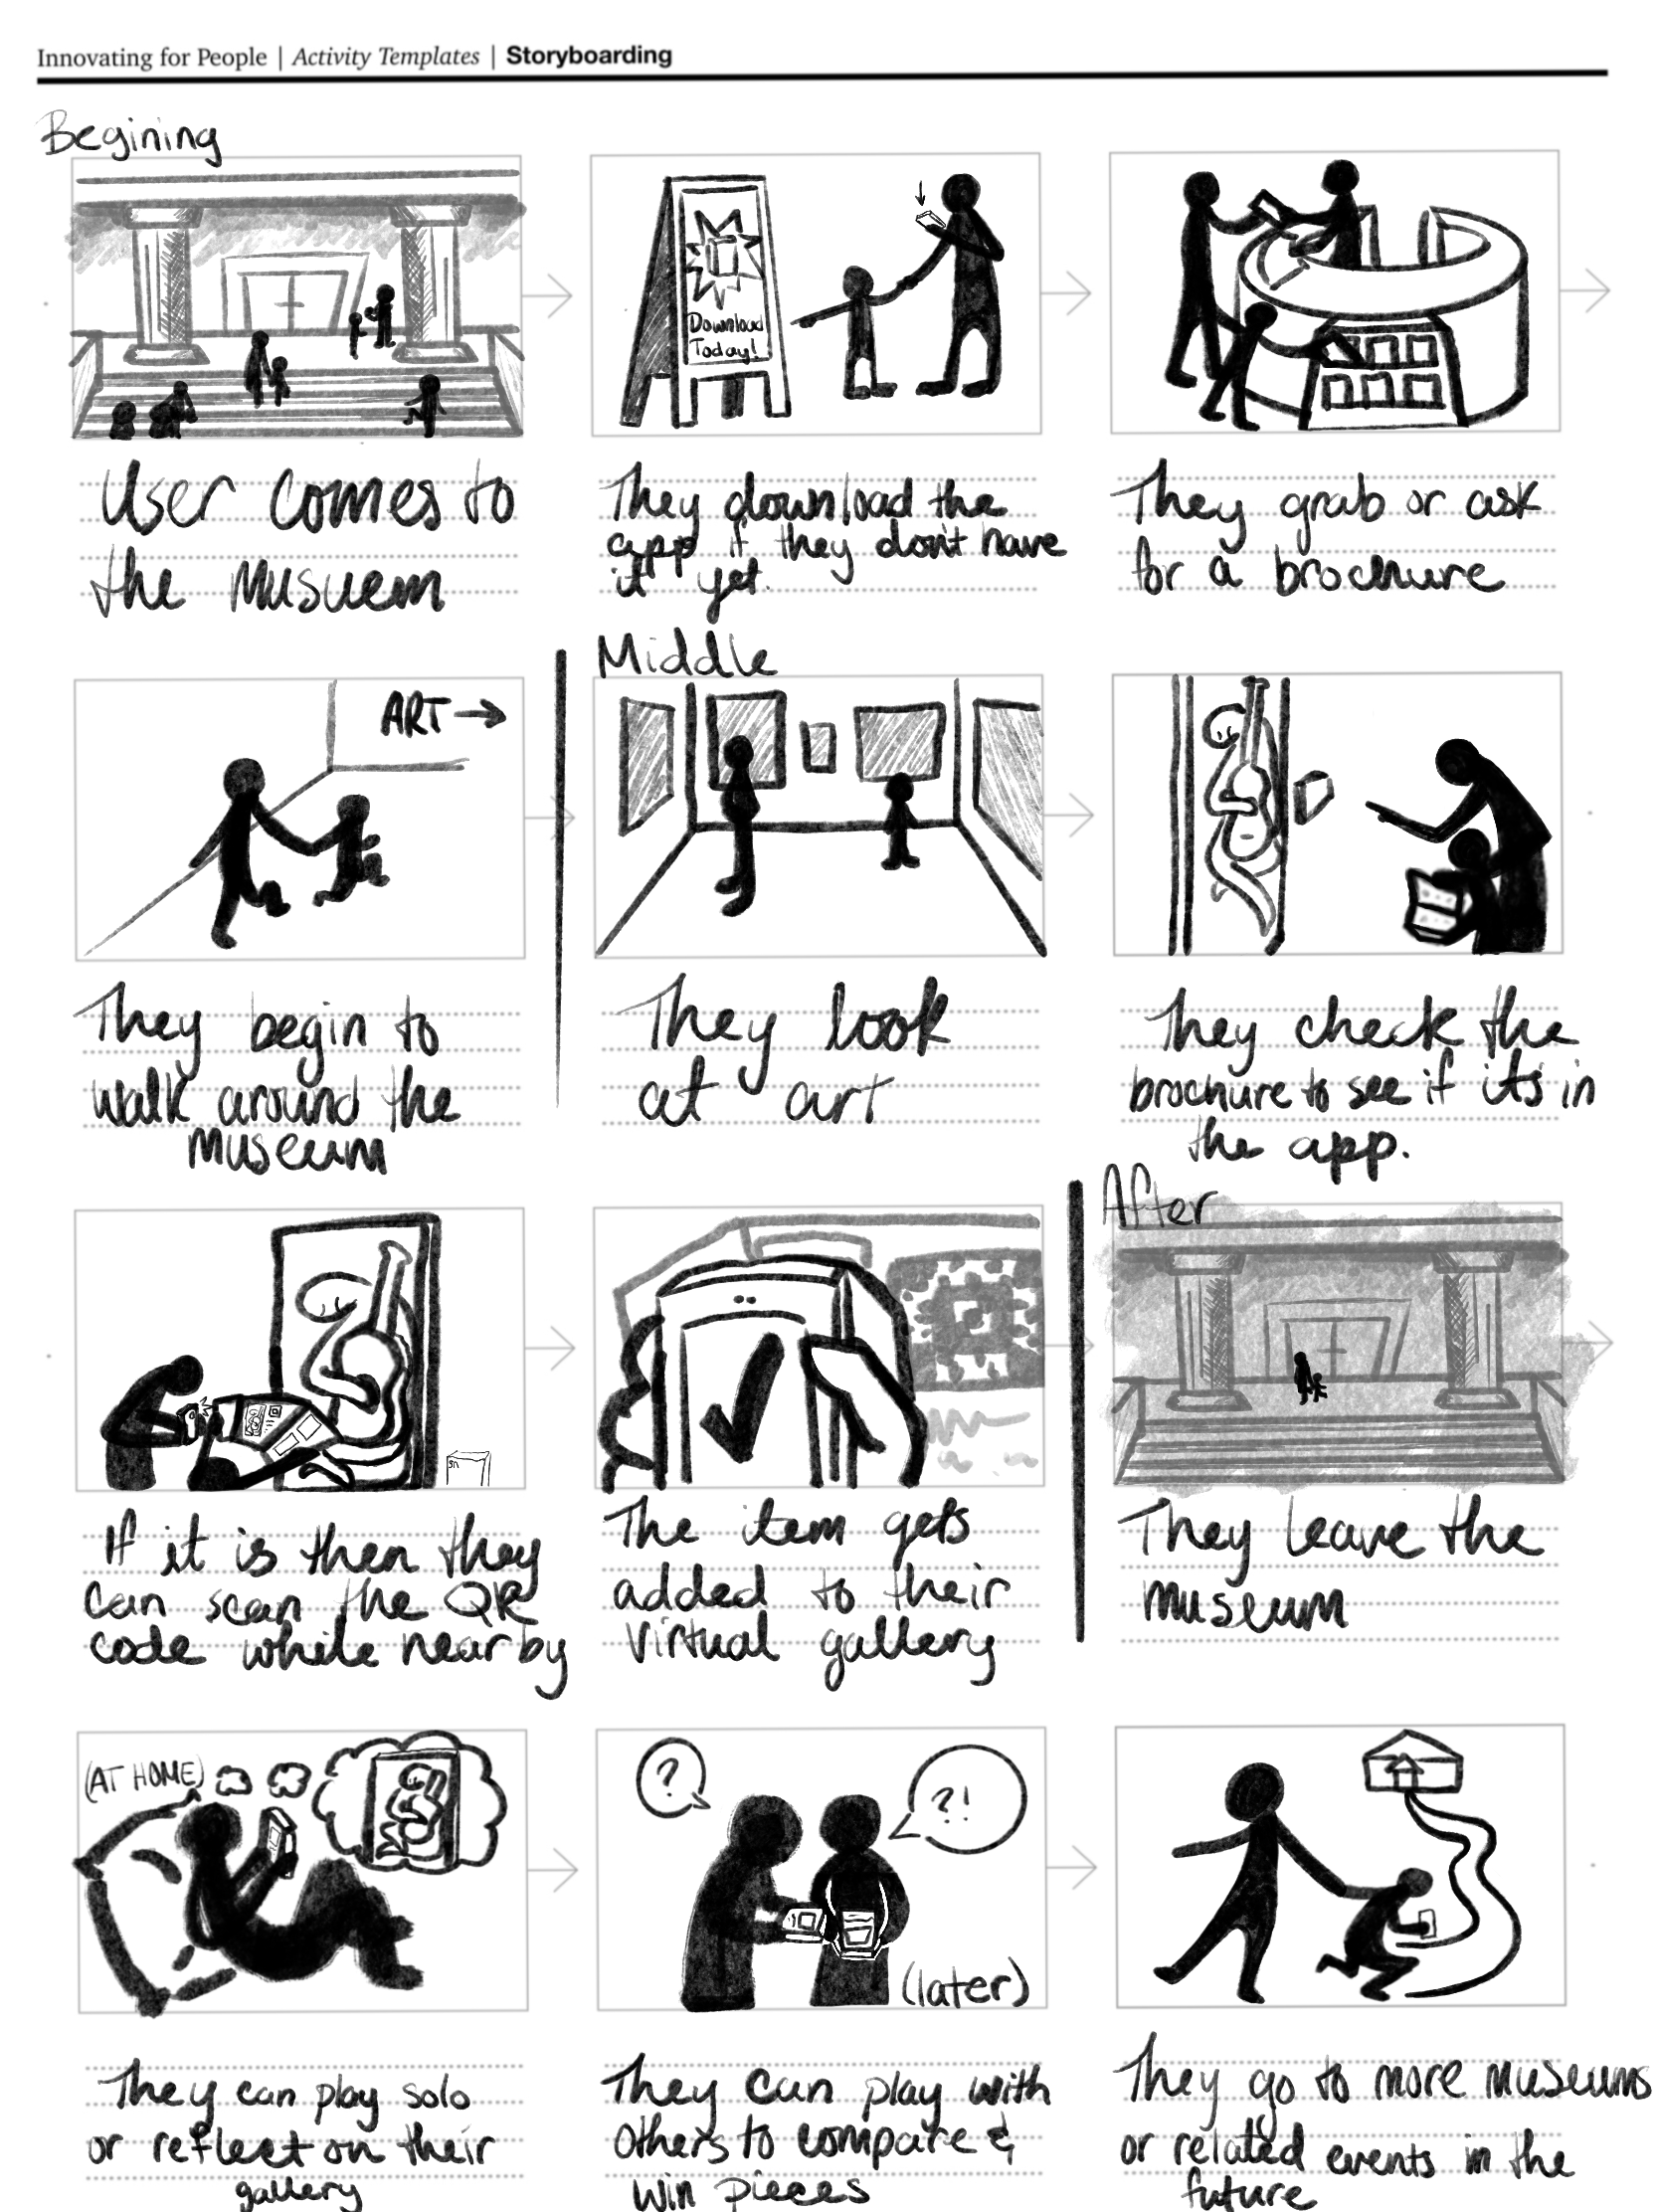 Innovating for People | Activity Templates | Storyboarding
Begining
Download
Today!
User comes to
the Musuem
They download the
app if they don't have
it yet.
They grab or ask
for a brochure
ART →
They begin to
walk around the
Museum
Middle
They look
at art
They check the
brochure to see if its in
the app.
If it is then they
can scan the QR
code while nearby
The item gets
added to their
virtual gallery
After
They leave the
museum
(AT HOME)
They can play solo
or reflect on their
gallery
?
?!
(later)
They can play with
others to compare &
win pieces
They go to more museums
or related events in the
future